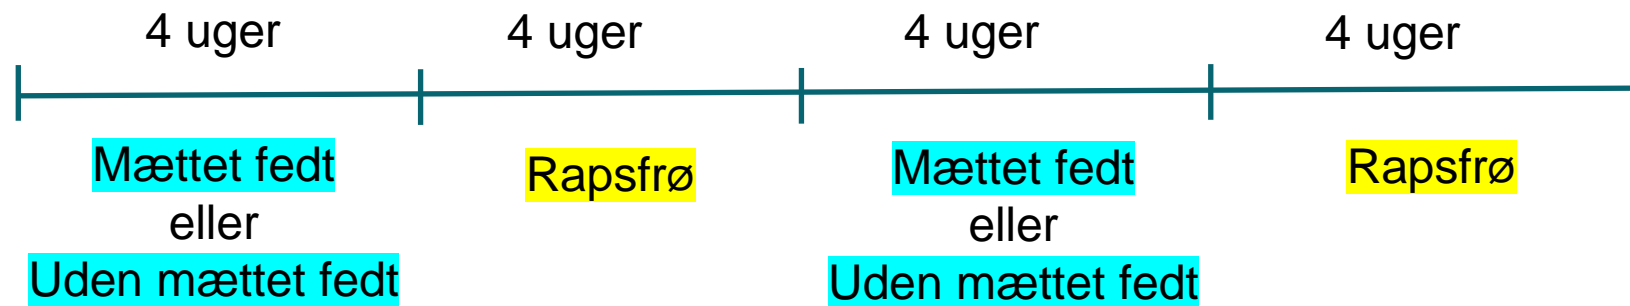 4 uger
4 uger
4 uger
4 uger
Mættet fedt
eller
Uden mættet fedt
Rapsfrø
Mættet fedt
eller
Uden mættet fedt
Rapsfrø